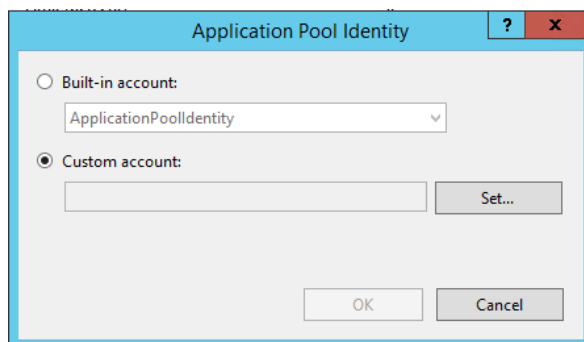 Application Pool Identity
?
x
Built-in account:
ApplicationPoolIdentity
Custom account:
Set...
OK
Cancel